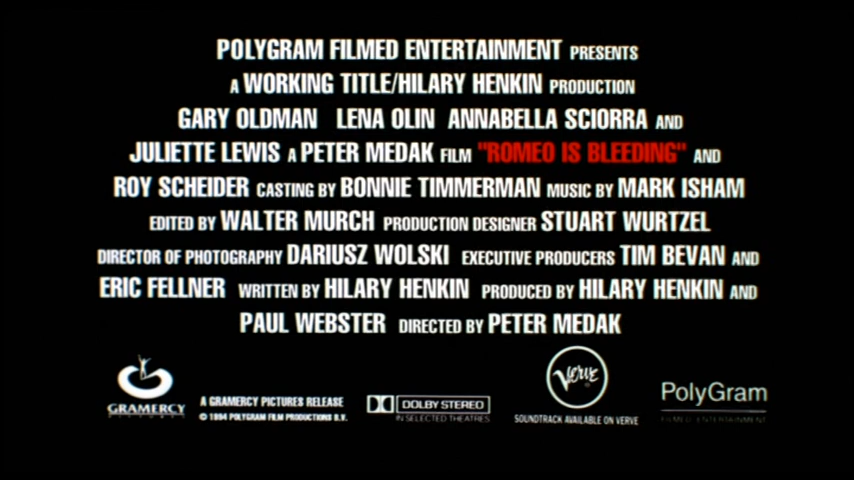 POLYGRAM FILMED ENTERTAINMENT PRESENTS
A WORKING TITLE/HILARY HENKIN PRODUCTION
GARY OLDMAN LENA OLIN ANNABELLA SCIORRA AND
JULIETTE LEWIS A PETER MEDAK FILM "ROMEO IS BLEEDING" AND
ROY SCHEIDER CASTING BY BONNIE TIMMERMAN MUSIC BY MARK ISHAM
EDITED BY WALTER MURCH PRODUCTION DESIGNER STUART WURTZEL
DIRECTOR OF PHOTOGRAPHY DARIUSZ WOLSKI EXECUTIVE PRODUCERS TIM BEVAN AND
ERIC FELLNER WRITTEN BY HILARY HENKIN PRODUCED BY HILARY HENKIN AND
PAUL WEBSTER DIRECTED BY PETER MEDAK
GRAMERCY
PICTURES
A GRAMERCY PICTURES RELEASE
© 1994 POLYGRAM FILM PRODUCTIONS B.V.
DOLBY STEREO
IN SELECTED THEATRES
Verve
SOUNDTRACK AVAILABLE ON VERVE
PolyGram
FILMED ENTERTAINMENT